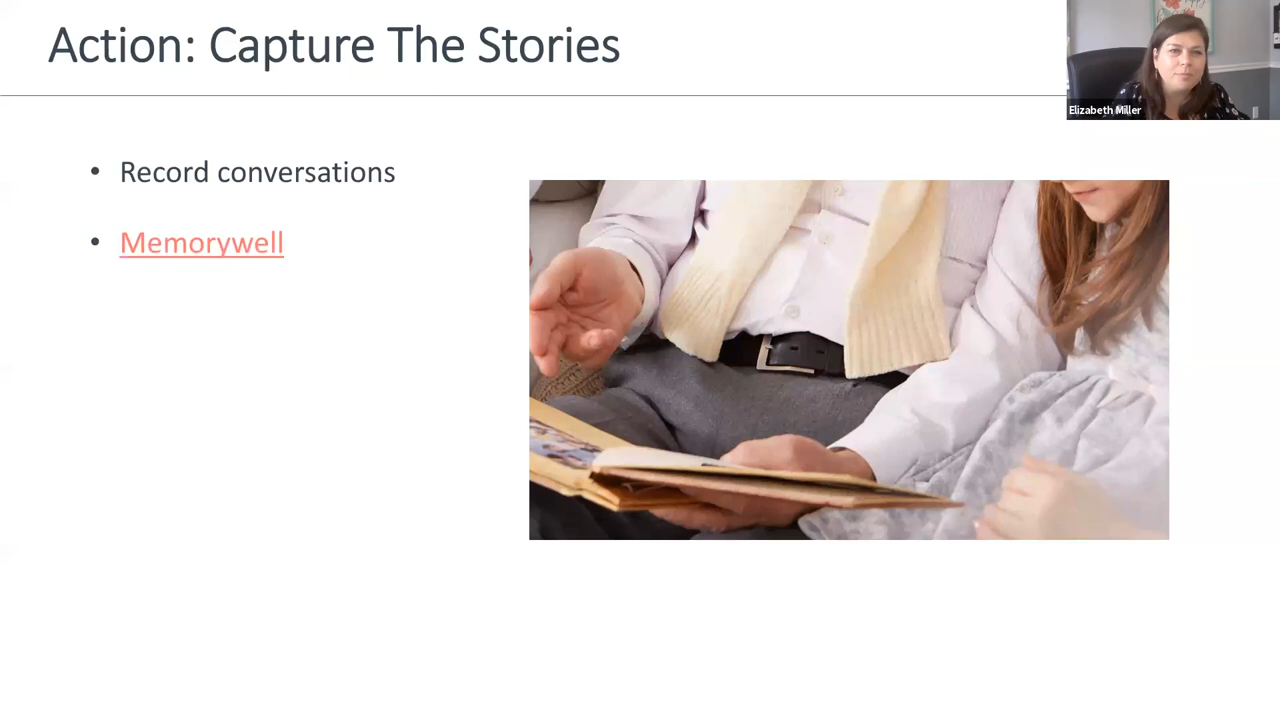 Action: Capture The Stories
Elizabeth Miller
• Record conversations
• Memorywell